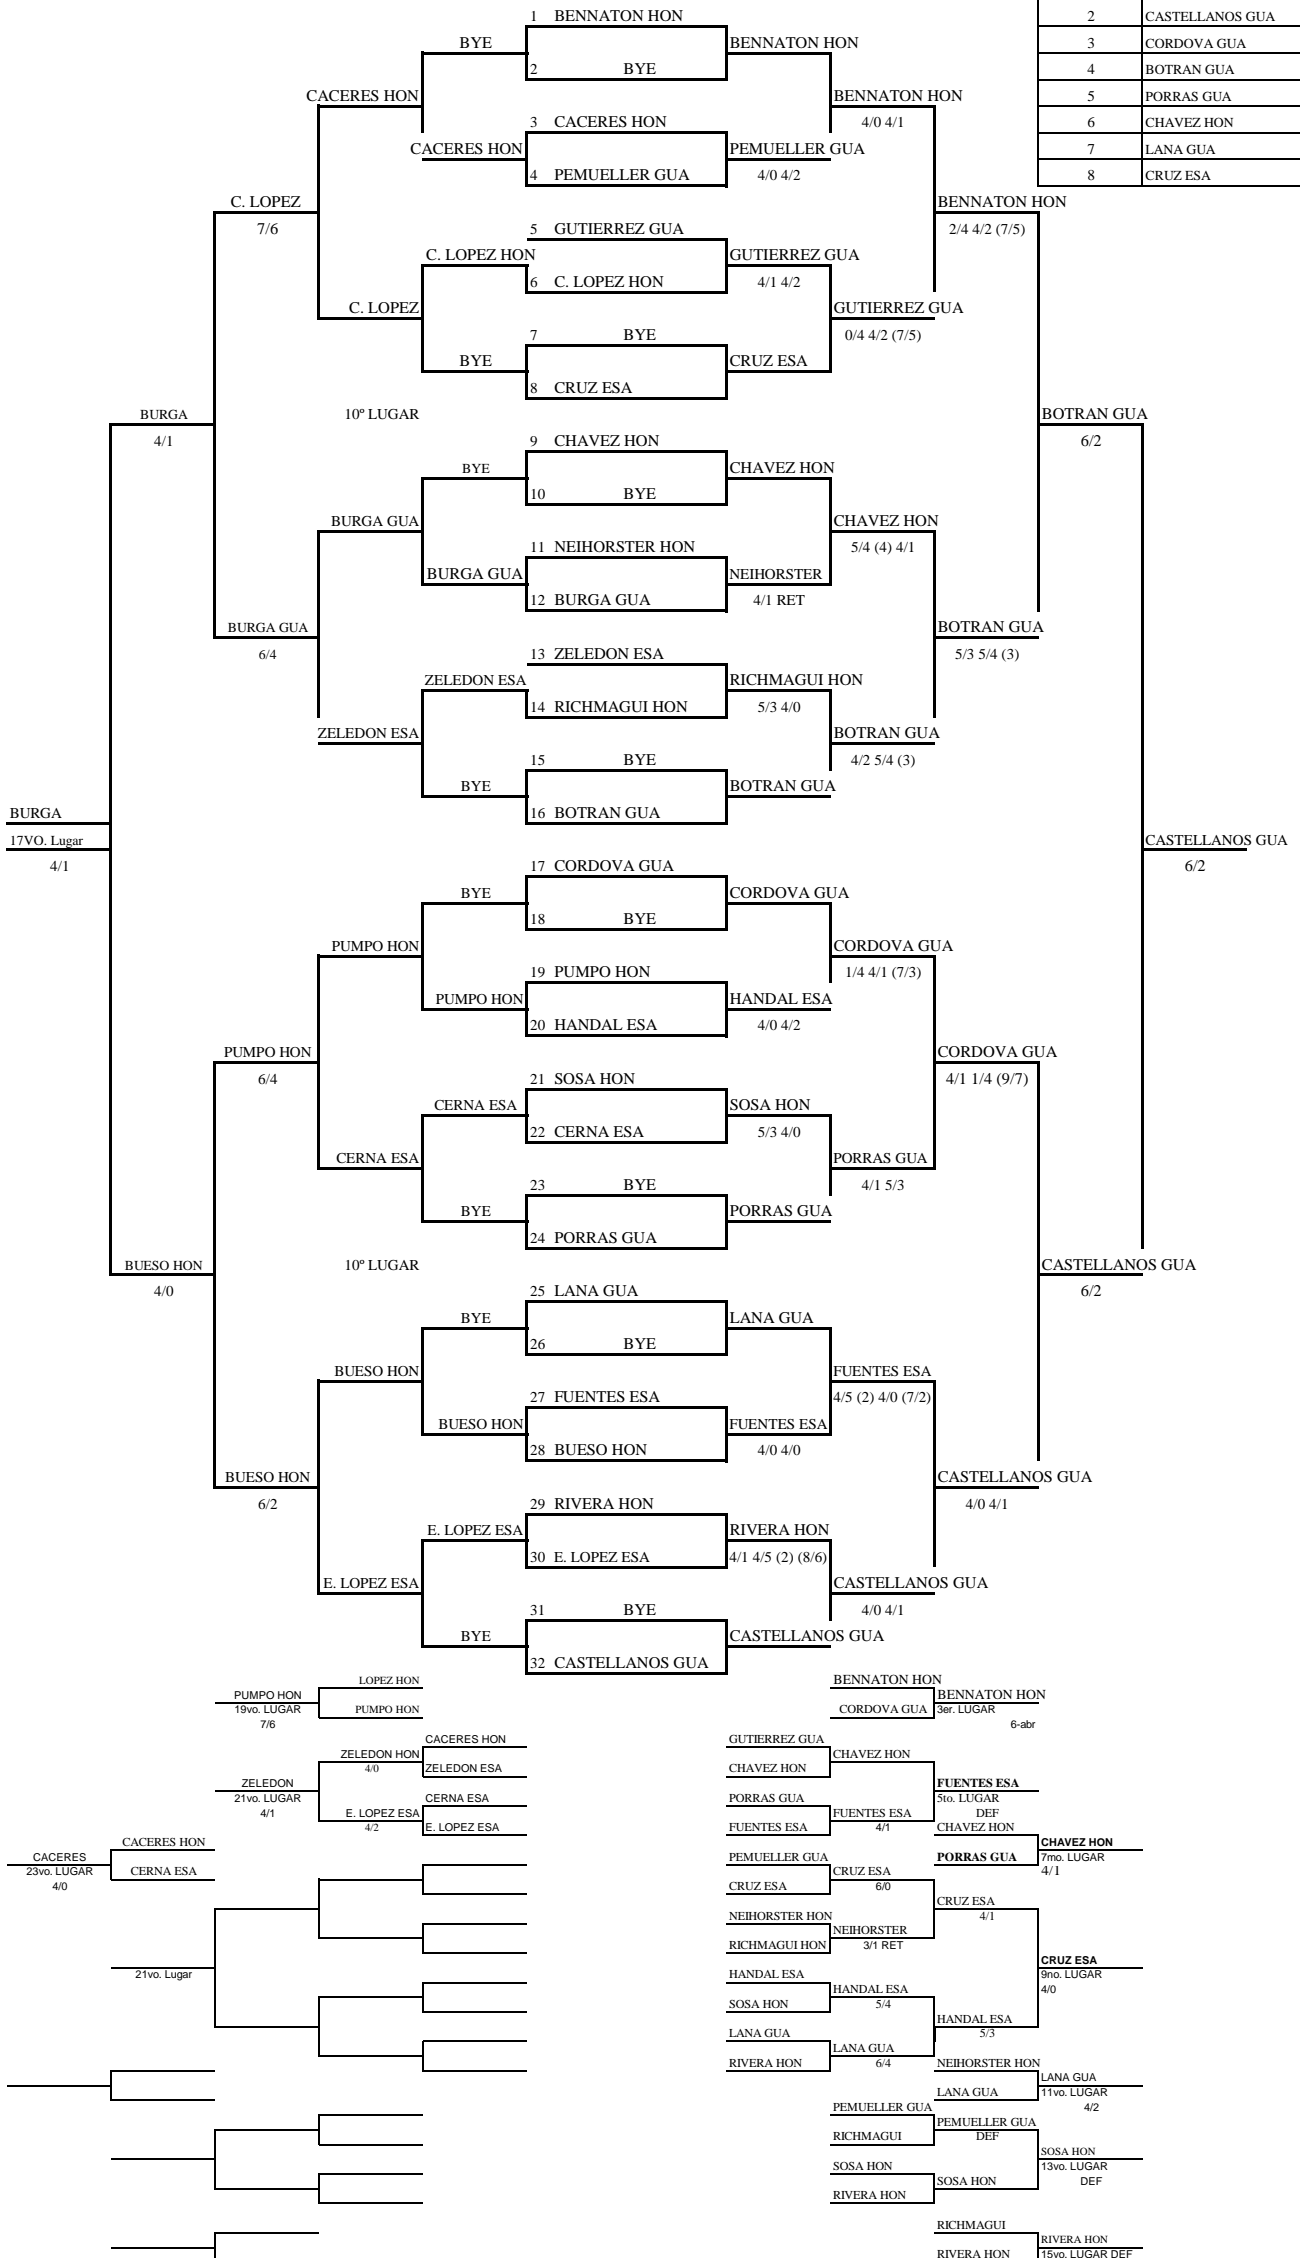 1 BENNATON HON
2 CASTELLANOS GUA
BYE
BENNATON HON
3 CORDOVA GUA
2 BYE
4 BOTRAN GUA
CACERES HON
BENNATON HON
5 PORRAS GUA
3 CACERES HON
4/0 4/1
6 CHAVEZ HON
CACERES HON
PEMUELLER GUA
7 LANA GUA
4 PEMUELLER GUA
4/0 4/2
8 CRUZ ESA
C. LOPEZ
BENNATON HON
7/6
5 GUTIERREZ GUA
2/4 4/2 (7/5)
C. LOPEZ HON
GUTIERREZ GUA
6 C. LOPEZ HON
4/1 4/2
C. LOPEZ
GUTIERREZ GUA
7 BYE
0/4 4/2 (7/5)
BYE
CRUZ ESA
8 CRUZ ESA
BURGA
10º LUGAR
BOTRAN GUA
4/1
9 CHAVEZ HON
6/2
BYE
CHAVEZ HON
10 BYE
BURGA GUA
CHAVEZ HON
11 NEIHORSTER HON
5/4 (4) 4/1
BURGA GUA
NEIHORSTER
12 BURGA GUA
4/1 RET
BURGA GUA
BOTRAN GUA
6/4
13 ZELEDON ESA
5/3 5/4 (3)
ZELEDON ESA
RICHMAGUI HON
14 RICHMAGUI HON
5/3 4/0
ZELEDON ESA
BOTRAN GUA
15 BYE
4/2 5/4 (3)
BYE
BOTRAN GUA
16 BOTRAN GUA
BURGA
17VO. Lugar
CASTELLANOS GUA
4/1
17 CORDOVA GUA
6/2
BYE
CORDOVA GUA
18 BYE
PUMPO HON
CORDOVA GUA
19 PUMPO HON
1/4 4/1 (7/3)
PUMPO HON
HANDAL ESA
20 HANDAL ESA
4/0 4/2
PUMPO HON
CORDOVA GUA
6/4
21 SOSA HON
4/1 1/4 (9/7)
CERNA ESA
SOSA HON
22 CERNA ESA
5/3 4/0
CERNA ESA
PORRAS GUA
23 BYE
4/1 5/3
BYE
PORRAS GUA
24 PORRAS GUA
BUESO HON
10º LUGAR
CASTELLANOS GUA
4/0
25 LANA GUA
6/2
BYE
LANA GUA
26 BYE
BUESO HON
FUENTES ESA
27 FUENTES ESA
4/5 (2) 4/0 (7/2)
BUESO HON
FUENTES ESA
28 BUESO HON
4/0 4/0
BUESO HON
CASTELLANOS GUA
6/2
29 RIVERA HON
4/0 4/1
E. LOPEZ ESA
RIVERA HON
30 E. LOPEZ ESA
4/1 4/5 (2) (8/6)
E. LOPEZ ESA
CASTELLANOS GUA
31 BYE
4/0 4/1
BYE
CASTELLANOS GUA
32 CASTELLANOS GUA
LOPEZ HON
BENNATON HON
PUMPO HON
BENNATON HON
19vo. LUGAR
PUMPO HON
CORDOVA GUA
3er. LUGAR
7/6
6-abr
CACERES HON
GUTIERREZ GUA
ZELEDON HON
CHAVEZ HON
4/0
ZELEDON ESA
CHAVEZ HON
ZELEDON
FUENTES ESA
21vo. LUGAR
CERNA ESA
PORRAS GUA
5to. LUGAR
4/1
E. LOPEZ ESA
FUENTES ESA
DEF
4/2
E. LOPEZ ESA
FUENTES ESA
4/1
CHAVEZ HON
CACERES HON
CHAVEZ HON
CACERES
PEMUELLER GUA
PORRAS GUA
7mo. LUGAR
23vo. LUGAR
CERNA ESA
CRUZ ESA
4/1
4/0
CRUZ ESA
6/0
CRUZ ESA
NEIHORSTER HON
4/1
NEIHORSTER
RICHMAGUI HON
3/1 RET
CRUZ ESA
21vo. Lugar
HANDAL ESA
9no. LUGAR
HANDAL ESA
4/0
SOSA HON
5/4
HANDAL ESA
LANA GUA
5/3
LANA GUA
RIVERA HON
6/4
NEIHORSTER HON
LANA GUA
LANA GUA
11vo. LUGAR
PEMUELLER GUA
4/2
PEMUELLER GUA
RICHMAGUI
DEF
SOSA HON
SOSA HON
13vo. LUGAR
SOSA HON
DEF
RIVERA HON
RICHMAGUI
RIVERA HON
RIVERA HON
15vo. LUGAR DEF